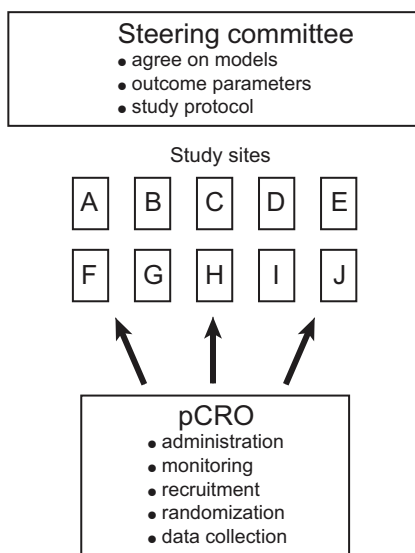 Steering committee
• agree on models
• outcome parameters
• study protocol
Study sites
A B C D E
F G H I J
pCRO
• administration
• monitoring
• recruitment
• randomization
• data collection